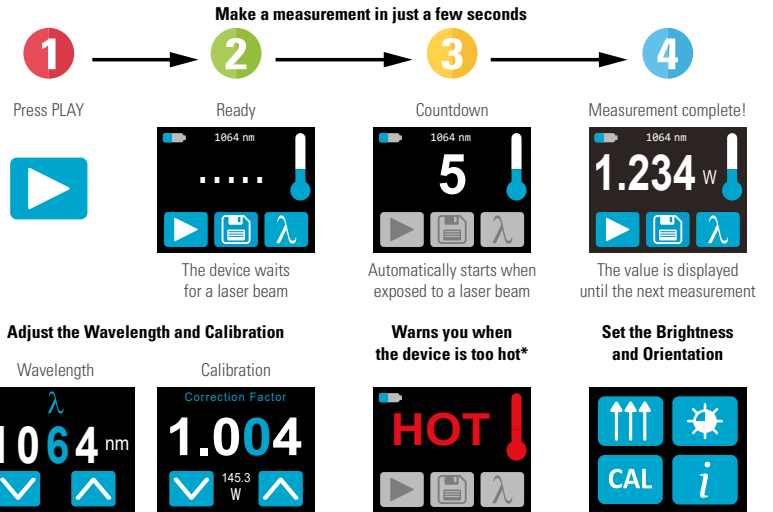 Make a measurement in just a few seconds
1
2
3
4
Press PLAY
Ready
Countdown
Measurement complete!
1064 nm
.....
1064 nm
5
1064 nm
1.234 W
λ
λ
λ
The device waits
for a laser beam
Automatically starts when
exposed to a laser beam
The value is displayed
until the next measurement
Adjust the Wavelength and Calibration
Warns you when
the device is too hot*
Set the Brightness
and Orientation
Wavelength
Calibration
λ
1064 nm
Correction Factor
1.004
145.3
W
HOT
λ
CAL
i